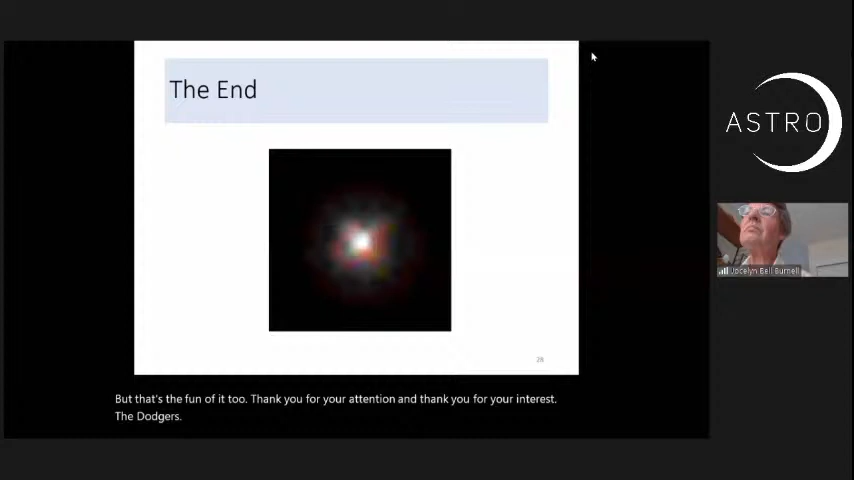 The End
ASTRO
Jocelyn Bell Burnell
28
But that's the fun of it too. Thank you for your attention and thank you for your interest.
The Dodgers.